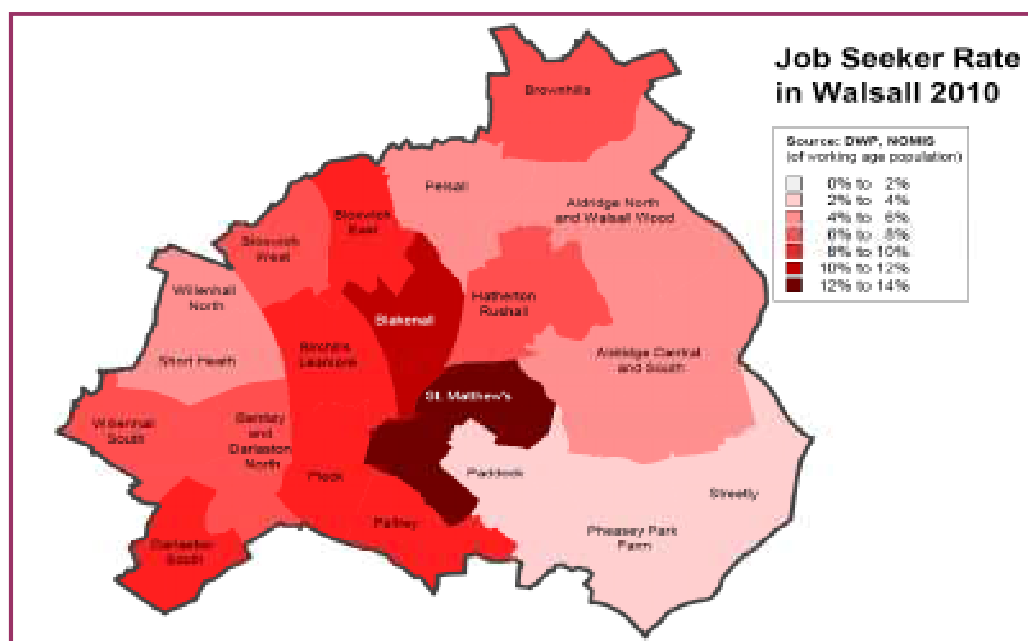 Job Seeker Rate
in Walsall 2010
Source: DWP, NOMIS
(of working age population)
0% to 2%
2% to 4%
4% to 6%
6% to 8%
8% to 10%
10% to 12%
12% to 14%
Brownhills
Pelsall
Aldridge North
and Walsall Wood
Bloxwich
East
Bloxwich
West
Willenhall
North
Blakenall
Hatherton
Rushall
Short Heath
Birchills
Leamore
Aldridge Central
and South
St. Matthew's
Willenhall
South
Bentley
and
Darlaston
North
Pleck
Paddock
Streetly
Palfrey
Pheasey Park
Farm
Darlaston
South